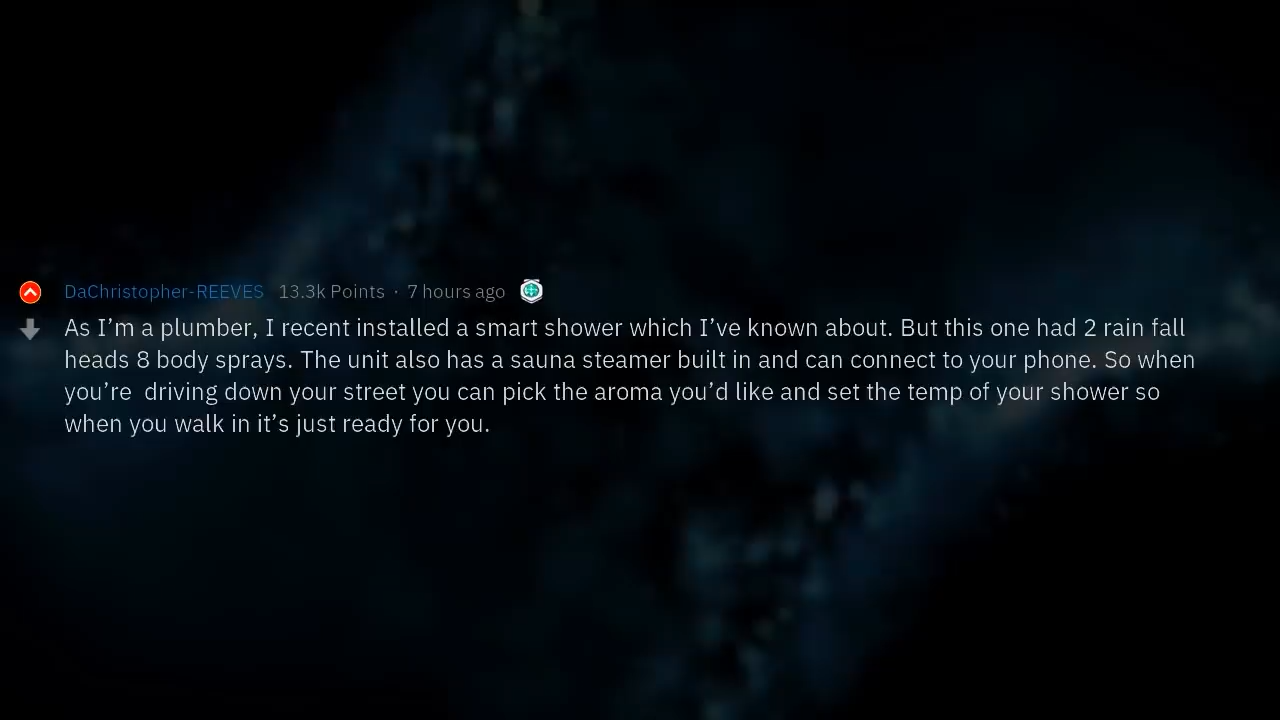 DaChristopher-REEVES 13.3k Points · 7 hours ago
As I’m a plumber, I recent installed a smart shower which I’ve known about. But this one had 2 rain fall
heads 8 body sprays. The unit also has a sauna steamer built in and can connect to your phone. So when
you’re  driving down your street you can pick the aroma you’d like and set the temp of your shower so
when you walk in it’s just ready for you.